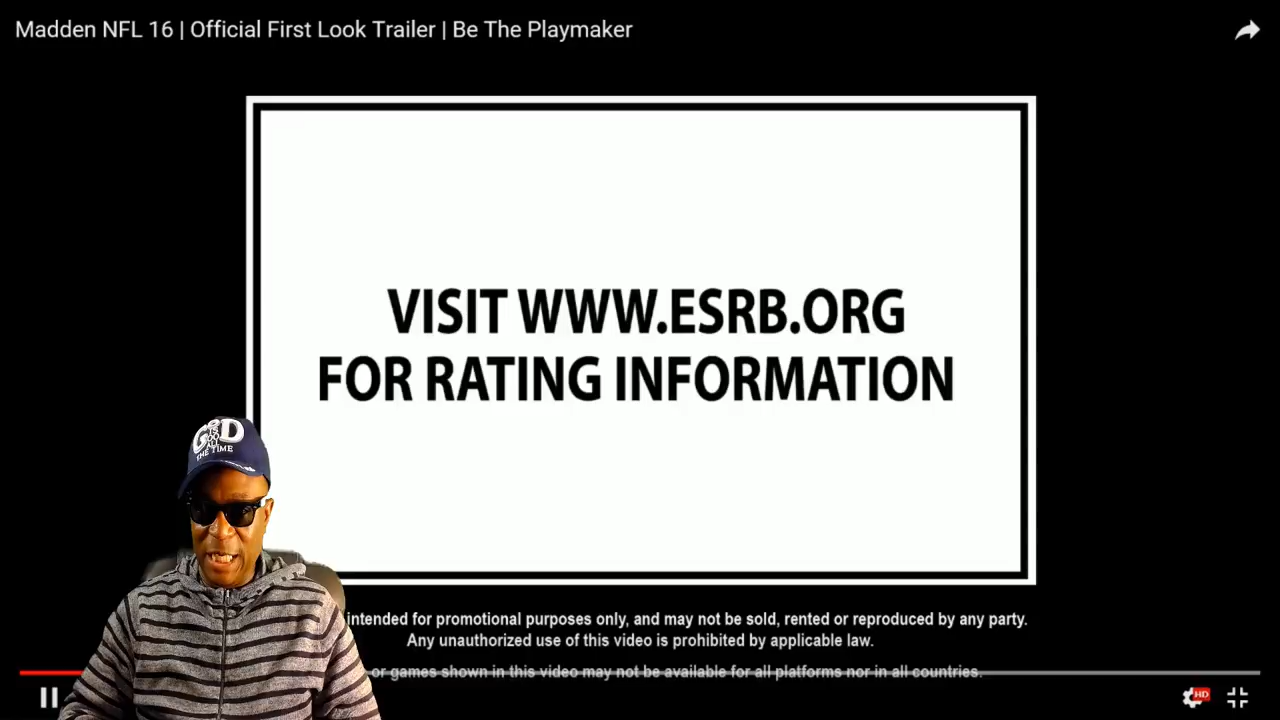 Madden NFL 16 | Official First Look Trailer | Be The Playmaker
VISIT WWW.ESRB.ORG
FOR RATING INFORMATION
GOD
IS
GOOD
ALL
THE TIME
intended for promotional purposes only, and may not be sold, rented or reproduced by any party.
Any unauthorized use of this video is prohibited by applicable law.
or games shown in this video may not be available for all platforms nor in all countries.
HD